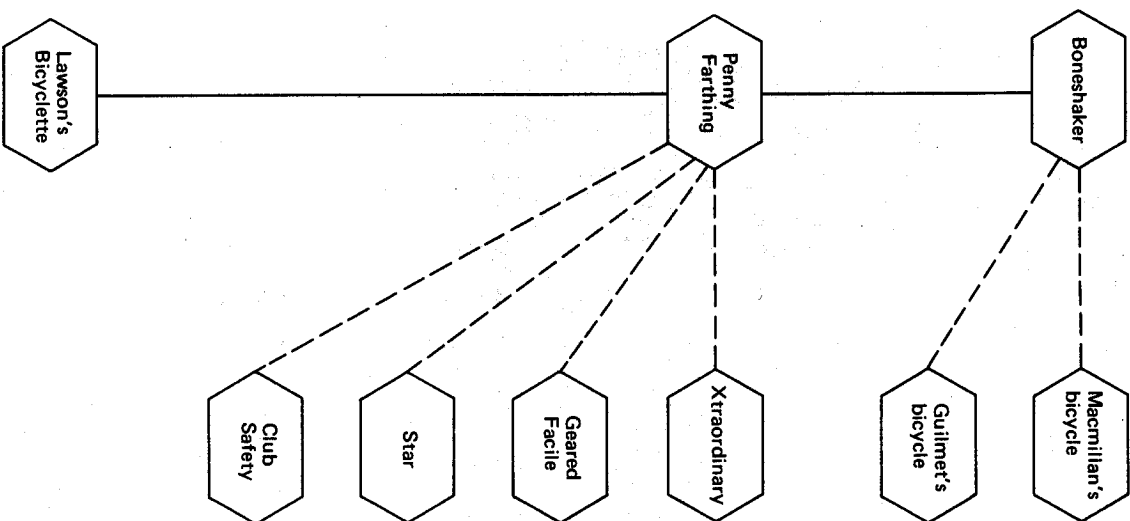 Boneshaker
Penny
Farthing
Lawson's
Bicyclette
Macmillan's
bicycle
Guilmet's
bicycle
Xtraordinary
Geared
Facile
Star
Club
Safety